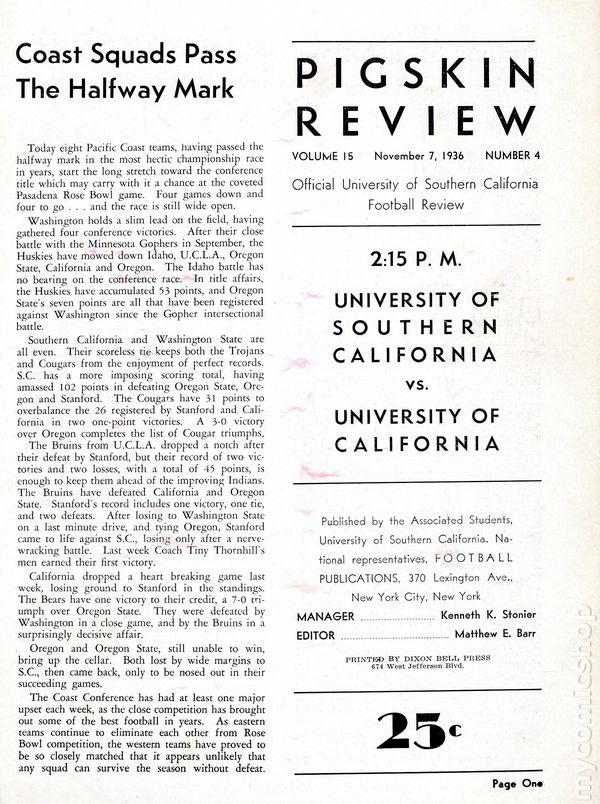 Coast Squads Pass
The Halfway Mark
Today eight Pacific Coast teams, having passed the
halfway mark in the most hectic championship race
in years, start the long stretch toward the conference
title which may carry with it a chance at the coveted
Pasadena Rose Bowl game. Four games down and
four to go . . . and the race is still wide open.
Washington holds a slim lead on the field, having
gathered four conference victories. After their close
battle with the Minnesota Gophers in September, the
Huskies have mowed down Idaho, U.C.L.A., Oregon
State, California and Oregon. The Idaho battle has
no bearing on the conference race. In title affairs,
the Huskies have accumulated 53 points, and Oregon
State's seven points are all that have been registered
against Washington since the Gopher intersectional
battle.
Southern California and Washington State are
all even. Their scoreless tie keeps both the Trojans
and Cougars from the enjoyment of perfect records.
S.C. has a more imposing scoring total, having
amassed 102 points in defeating Oregon State, Ore-
gon and Stanford. The Cougars have 31 points to
overbalance the 26 registered by Stanford and Cali-
fornia in two one-point victories. A 3-0 victory
over Oregon completes the list of Cougar triumphs.
The Bruins from U.C.L.A. dropped a notch after
their defeat by Stanford, but their record of two vic-
tories and two losses, with a total of 45 points, is
enough to keep them ahead of the improving Indians.
The Bruins have defeated California and Oregon
State. Stanford's record includes one victory, one tie,
and two defeats. After losing to Washington State
on a last minute drive, and tying Oregon, Stanford
came to life against S.C., losing only after a nerve-
wracking battle. Last week Coach Tiny Thornhill's
men earned their first victory.
California dropped a heart breaking game last
week, losing ground to Stanford in the standings.
The Bears have one victory to their credit, a 7-0 tri-
umph over Oregon State. They were defeated by
Washington in a close game, and by the Bruins in a
surprisingly decisive affair.
Oregon and Oregon State, still unable to win,
bring up the cellar. Both lost by wide margins to
S.C., then came back, only to be nosed out in their
succeeding games.
The Coast Conference has had at least one major
upset each week, as the close competition has brought
out some of the best football in years. As eastern
teams continue to eliminate each other from Rose
Bowl competition, the western teams have proved to
be so closely matched that it appears unlikely that
any squad can survive the season without defeat.
PIGSKIN
REVIEW
VOLUME 15 November 7, 1936 NUMBER 4
Official University of Southern California
Football Review
2:15 P. M.
UNIVERSITY OF
SOUTHERN
CALIFORNIA
vs.
UNIVERSITY OF
CALIFORNIA
Published by the Associated Students,
University of Southern California. Na-
tional representatives, FOOTBALL
PUBLICATIONS, 370 Lexington Ave.,
New York City, New York
MANAGER .................... Kenneth K. Stonier
EDITOR .............................. Matthew E. Barr
PRINTED BY DIXON BELL PRESS
674 West Jefferson Blvd.
25c
Page One
mycomicshop